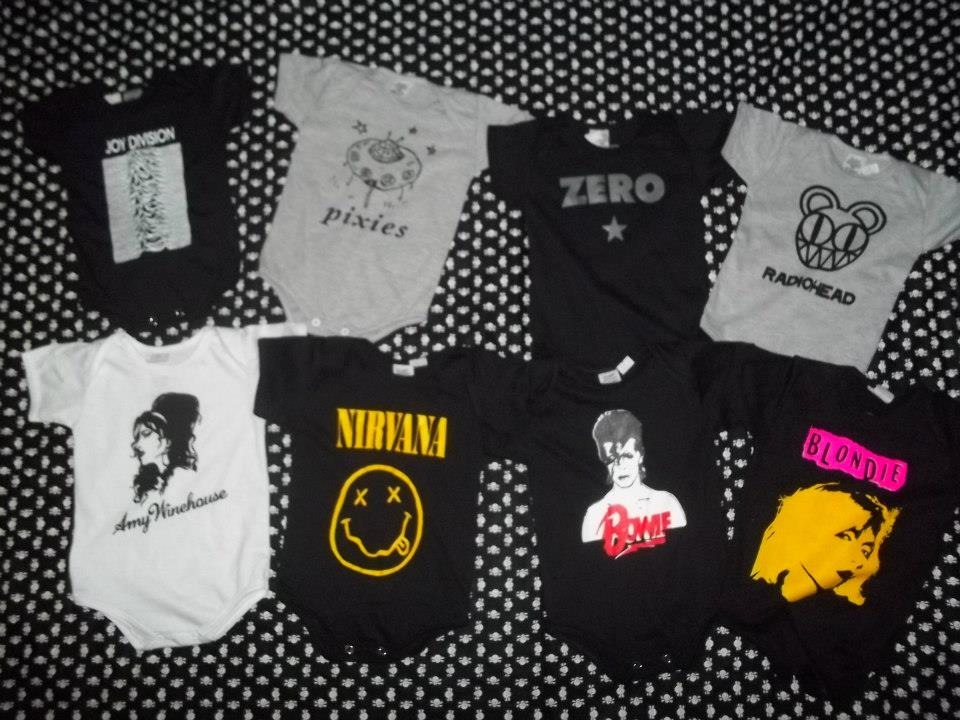 JOY DIVISION
pixies
ZERO
RADIOHEAD
Amy Winehouse
NIRVANA
BOWIE
BLONDIE